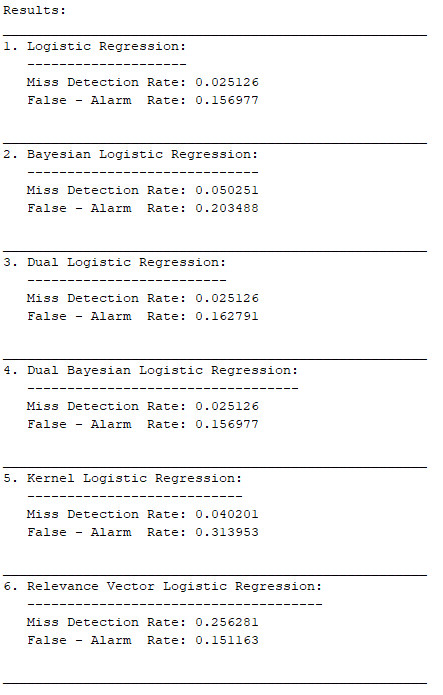 Results:
1. Logistic Regression:
--------------------
Miss Detection Rate: 0.025126
False - Alarm  Rate: 0.156977
2. Bayesian Logistic Regression:
-----------------------------
Miss Detection Rate: 0.050251
False - Alarm  Rate: 0.203488
3. Dual Logistic Regression:
-------------------------
Miss Detection Rate: 0.025126
False - Alarm  Rate: 0.162791
4. Dual Bayesian Logistic Regression:
----------------------------------
Miss Detection Rate: 0.025126
False - Alarm  Rate: 0.156977
5. Kernel Logistic Regression:
---------------------------
Miss Detection Rate: 0.040201
False - Alarm  Rate: 0.313953
6. Relevance Vector Logistic Regression:
-------------------------------------
Miss Detection Rate: 0.256281
False - Alarm  Rate: 0.151163